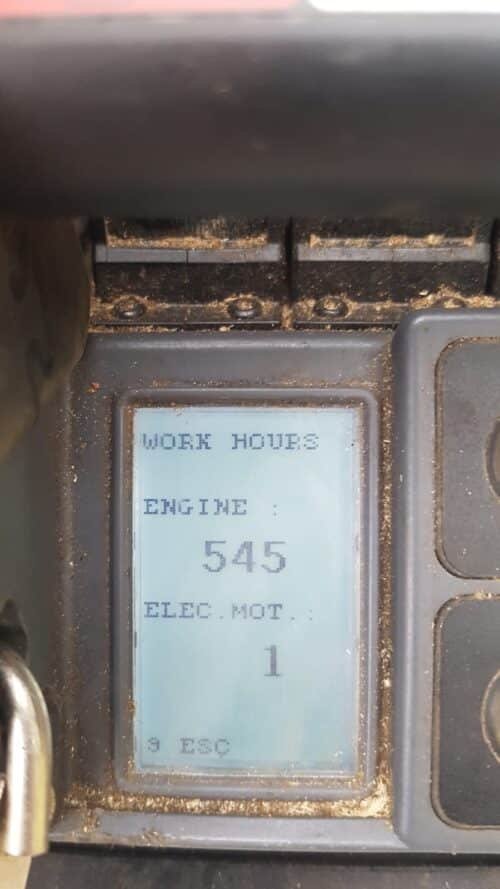 WORK HOURS
ENGINE :
545
ELEC.MOT.:
1
9 ESC